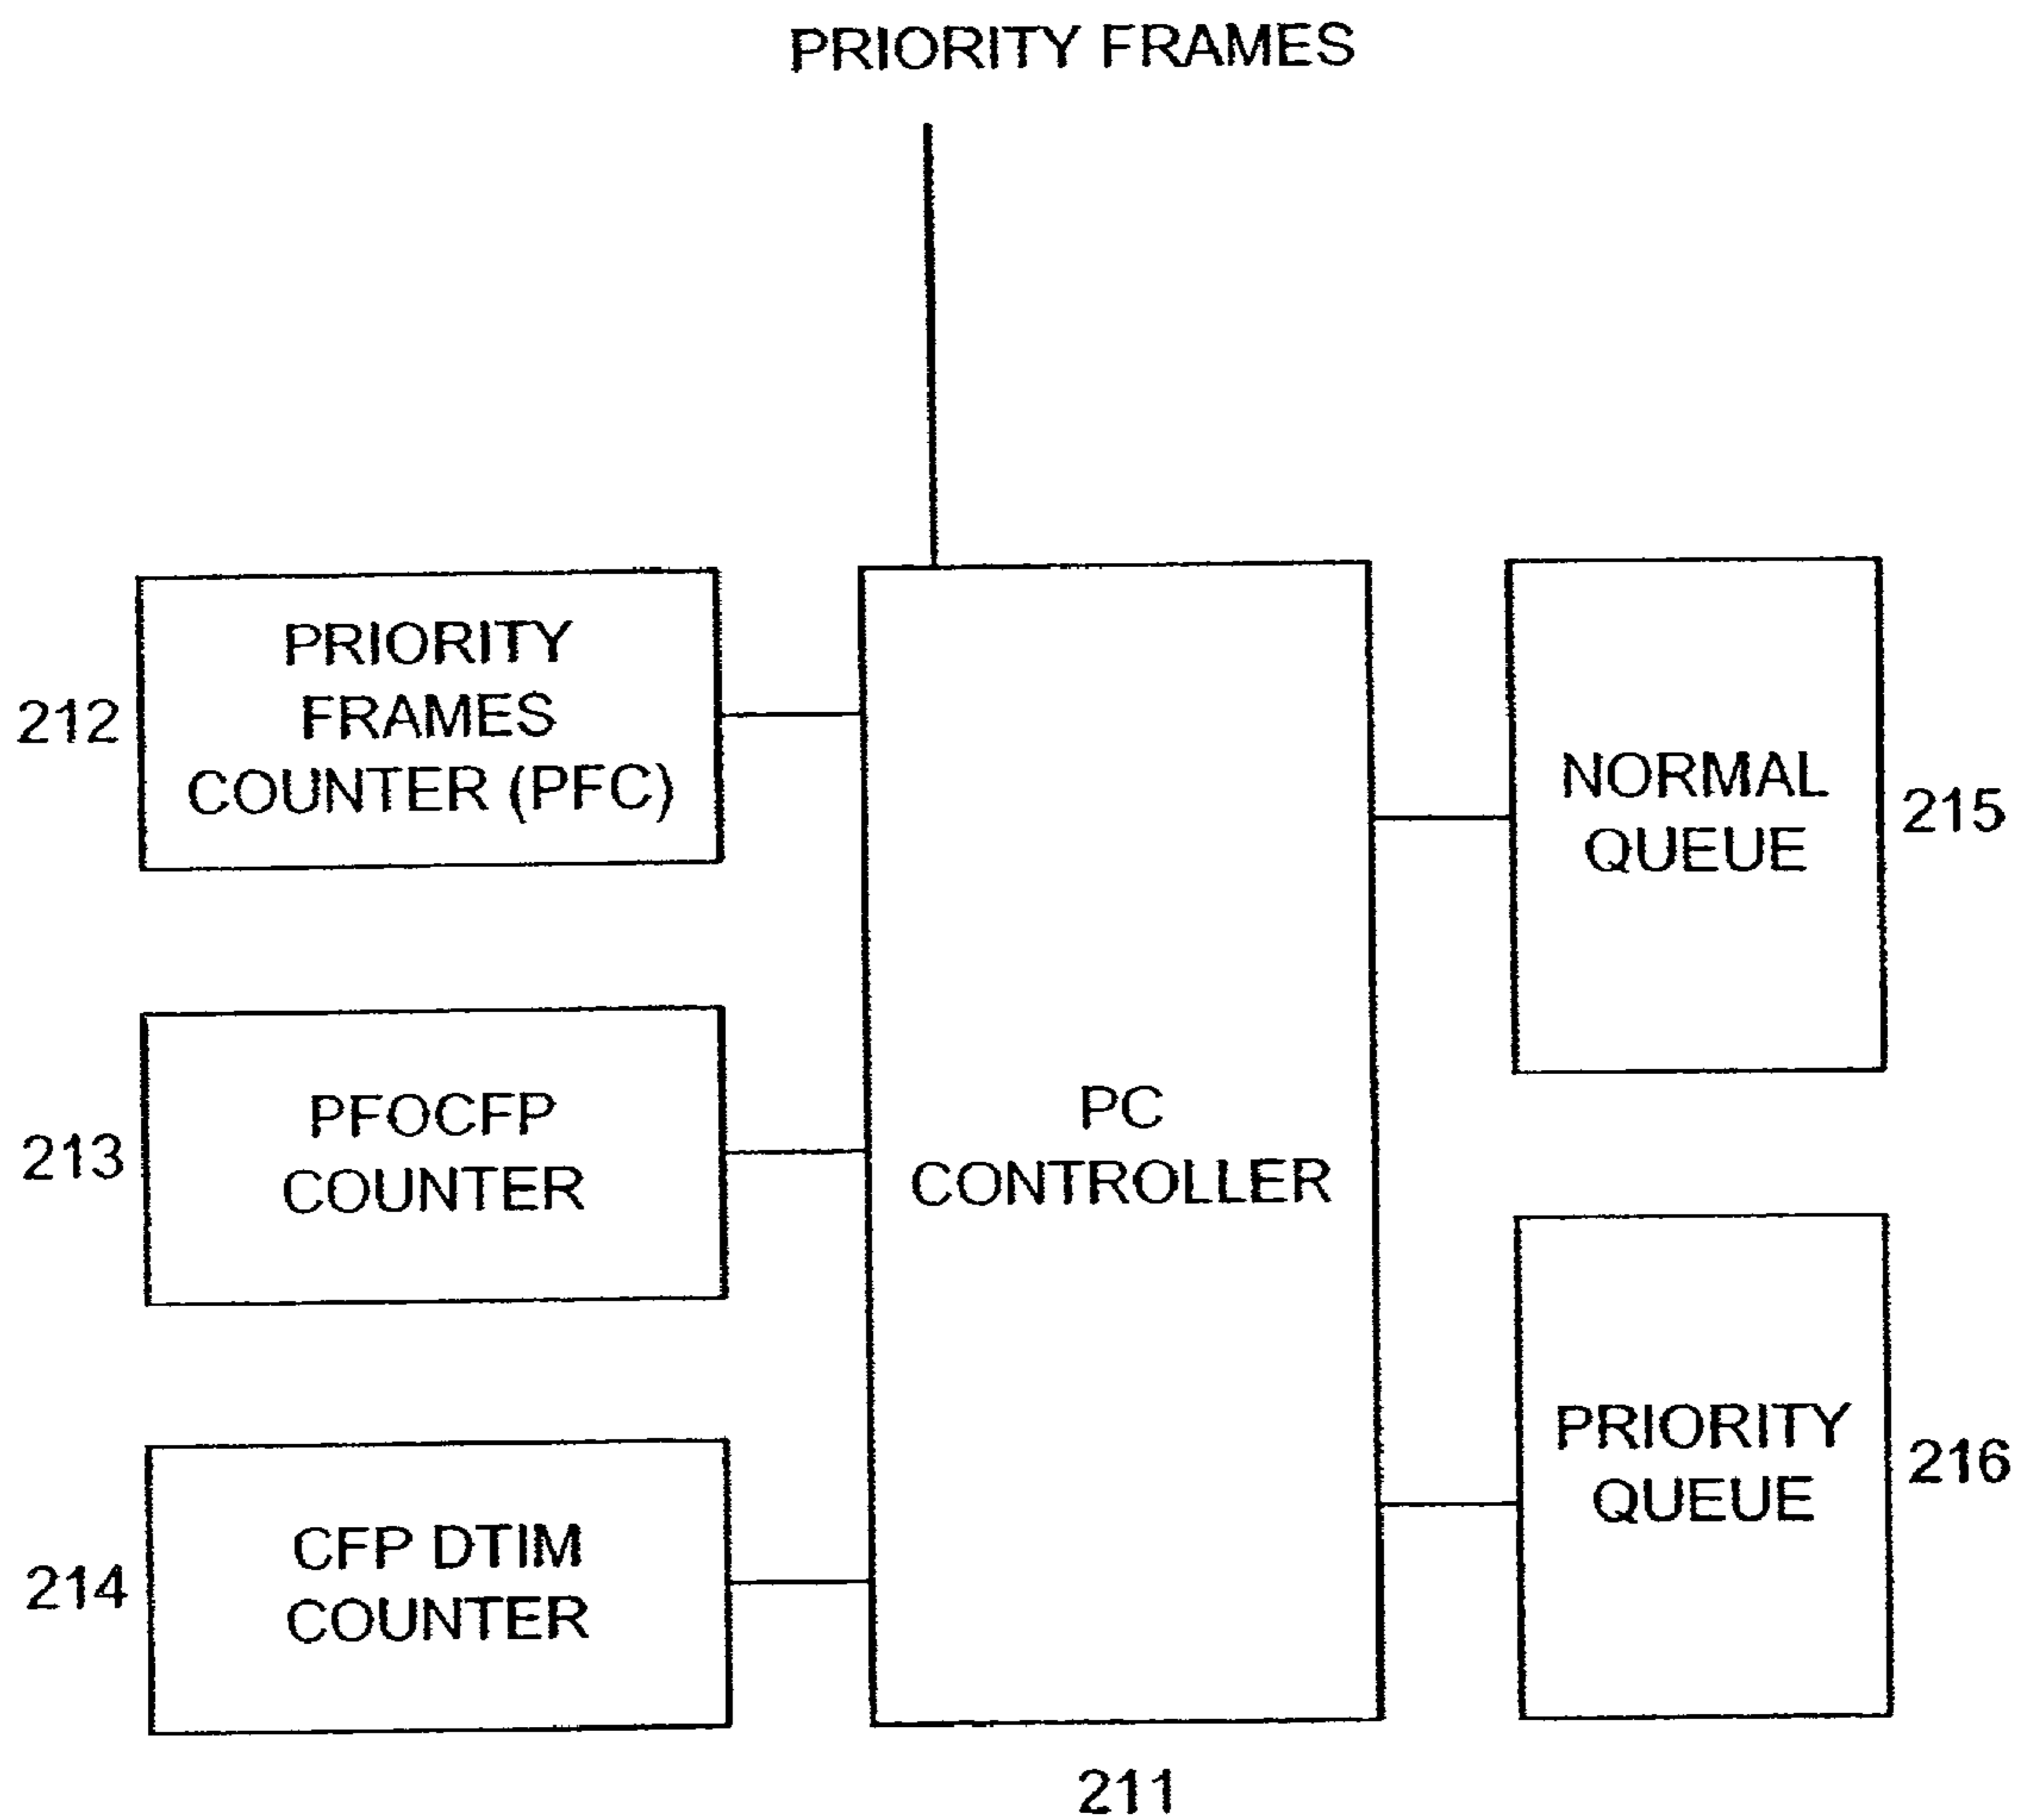 PRIORITY FRAMES
212
PRIORITY
FRAMES
COUNTER (PFC)
213
PFOCFP
COUNTER
214
CFP DTIM
COUNTER
PC
CONTROLLER
211
NORMAL
QUEUE
215
PRIORITY
QUEUE
216